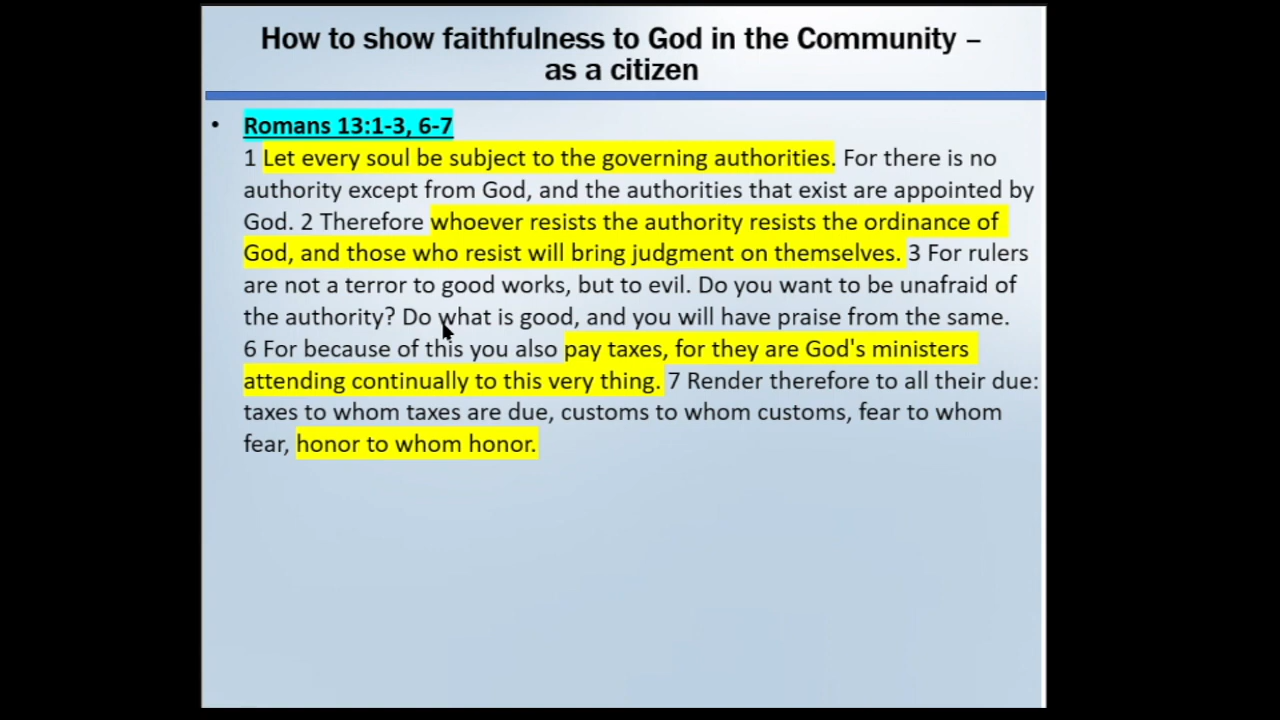 How to show faithfulness to God in the Community –
as a citizen
• Romans 13:1-3, 6-7
1 Let every soul be subject to the governing authorities. For there is no
authority except from God, and the authorities that exist are appointed by
God. 2 Therefore whoever resists the authority resists the ordinance of
God, and those who resist will bring judgment on themselves. 3 For rulers
are not a terror to good works, but to evil. Do you want to be unafraid of
the authority? Do what is good, and you will have praise from the same.
6 For because of this you also pay taxes, for they are God's ministers
attending continually to this very thing. 7 Render therefore to all their due:
taxes to whom taxes are due, customs to whom customs, fear to whom
fear, honor to whom honor.